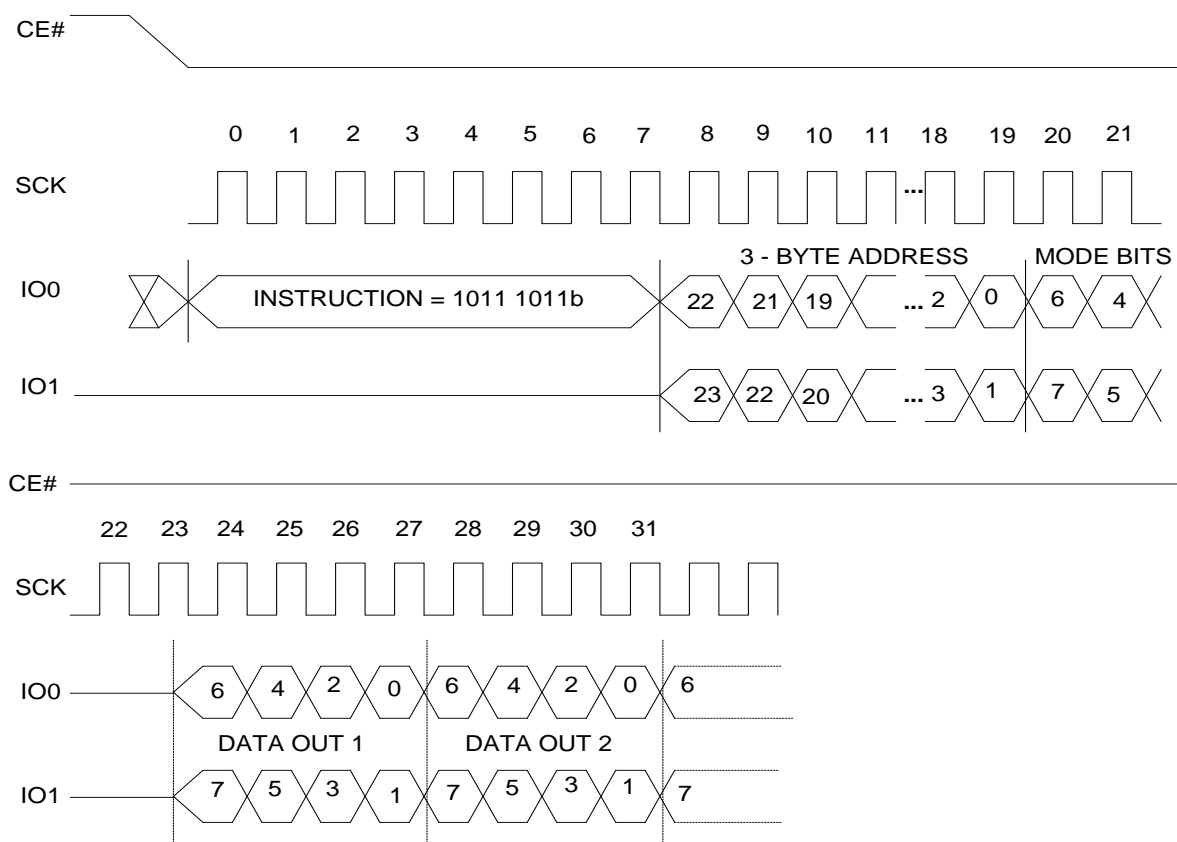 CE#
0 1 2 3 4 5 6 7 8 9 10 11 18 19 20 21
SCK ...
3 - BYTE ADDRESS MODE BITS
IO0 INSTRUCTION = 1011 1011b 22 21 19 ... 2 0 6 4
IO1 23 22 20 ... 3 1 7 5
CE#
22 23 24 25 26 27 28 29 30 31
SCK
IO0 6 4 2 0 6 4 2 0 6
DATA OUT 1 DATA OUT 2
IO1 7 5 3 1 7 5 3 1 7